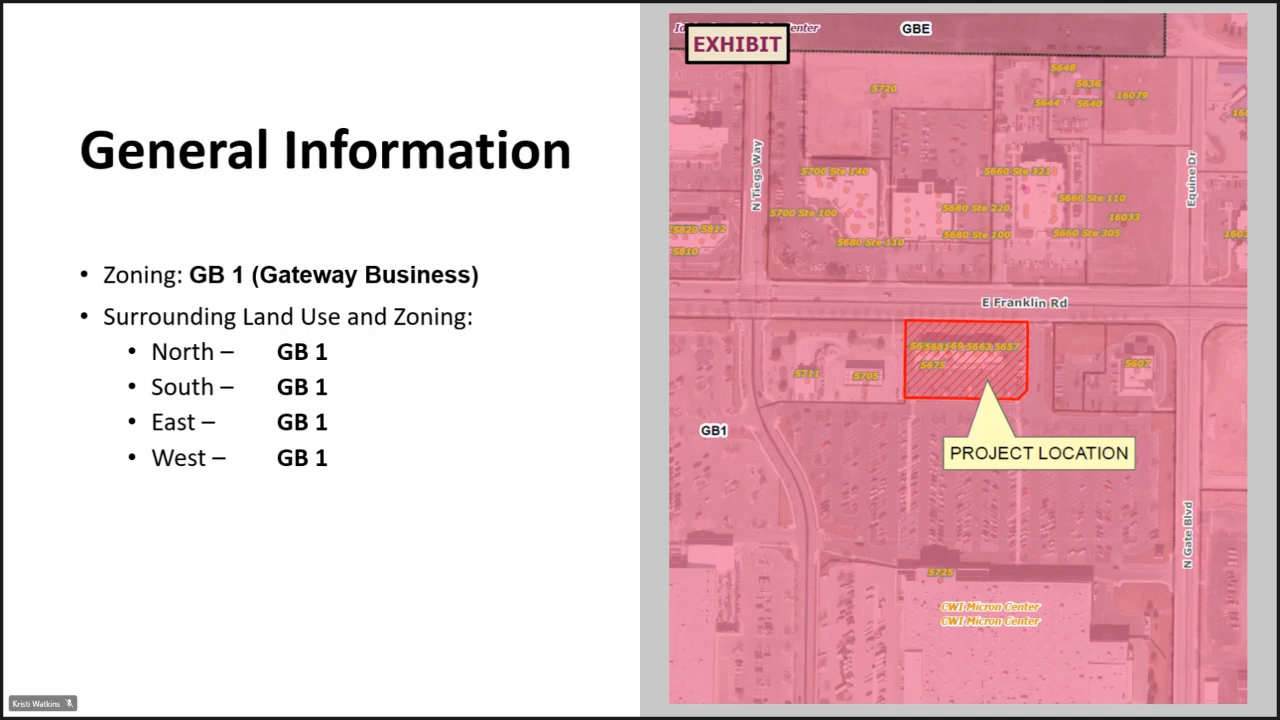 General Information
• Zoning: GB 1 (Gateway Business)
• Surrounding Land Use and Zoning:
• North – GB 1
• South – GB 1
• East – GB 1
• West – GB 1
Kristi Watkins
EXHIBIT
Center
GBE
5720
5648
5636
5644
5640
16079
N Tiegs Way
Equine Dr
5700 Ste 140
5660 Ste 321
5700 Ste 100
5680 Ste 220
5660 Ste 110
16033
5820 5812
5680 Ste 110
5680 Ste 100
5660 Ste 305
5810
E Franklin Rd
5663 5657
5675
5711
5705
5607
GB1
PROJECT LOCATION
N Gate Blvd
5725
CWI Micron Center
CWI Micron Center